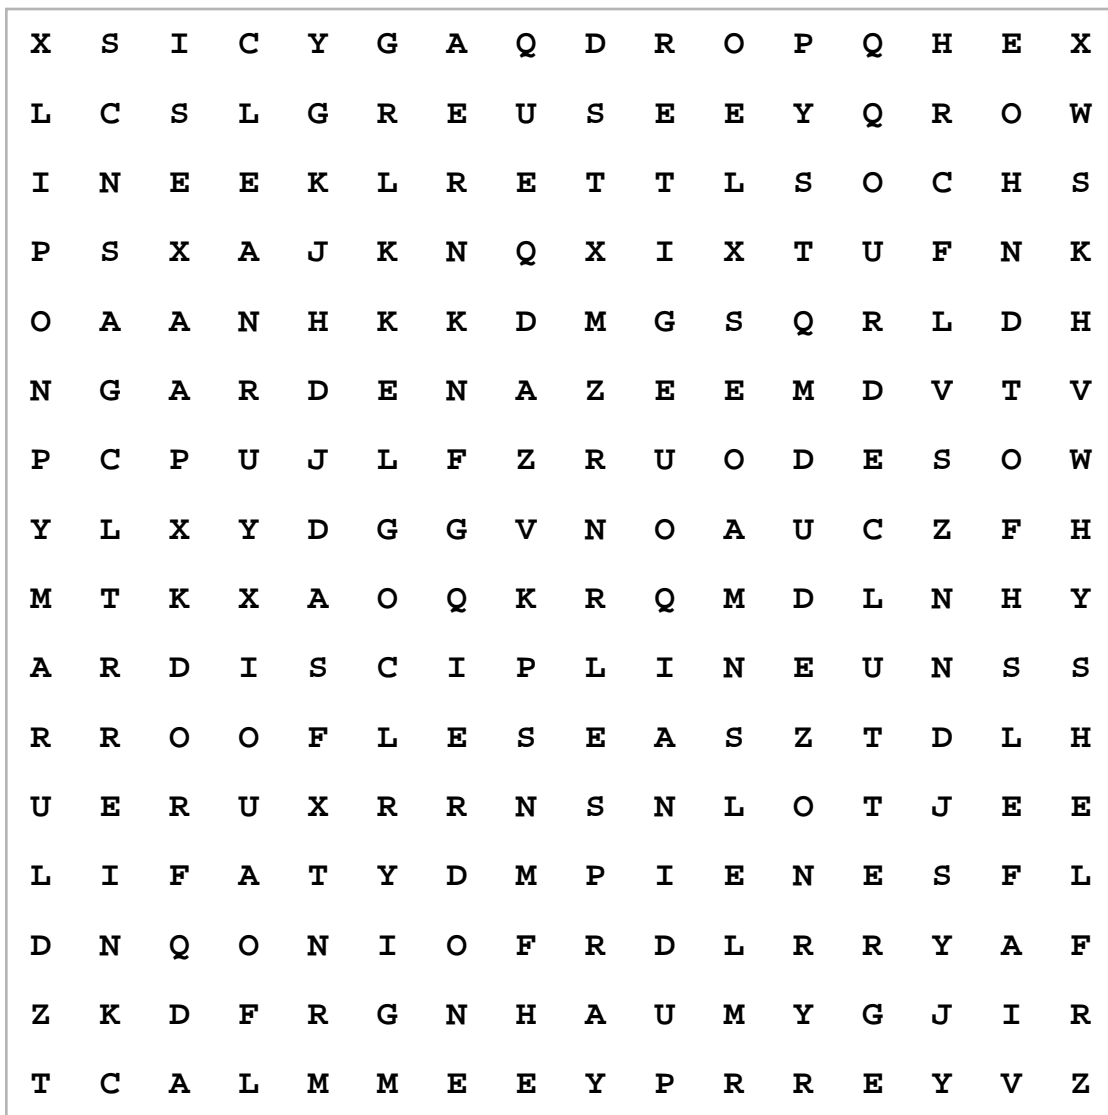 X S I C Y G A Q D R O P Q H E X
L C S L G R E U S E E Y Q R O W
I N E E K L R E T T L S O C H S
P S X A J K N Q X I X T U F N K
O A A N H K K D M G S Q R L D H
N G A R D E N A Z E E M D V T V
P C P U J L F Z R U O D E S O W
Y L X Y D G G V N O A U C Z F H
M T K X A O Q K R Q M D L N H Y
A R D I S C I P L I N E U N S S
R R O O F L E S E A S Z T D L H
U E R U X R R N S N L O T J E E
L I F A T Y D M P I E N E S F L
D N Q O N I O F R D L R R Y A F
Z K D F R G N H A U M Y G J I R
T C A L M M E E Y P R R E Y V Z